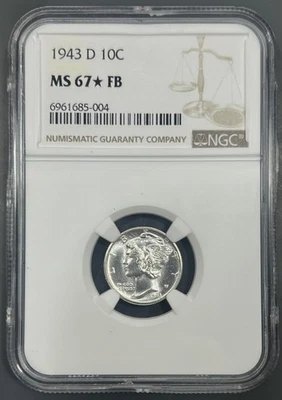 1943 D 10C
MS 67★ FB
6961685-004
NUMISMATIC GUARANTY COMPANY
NGC®